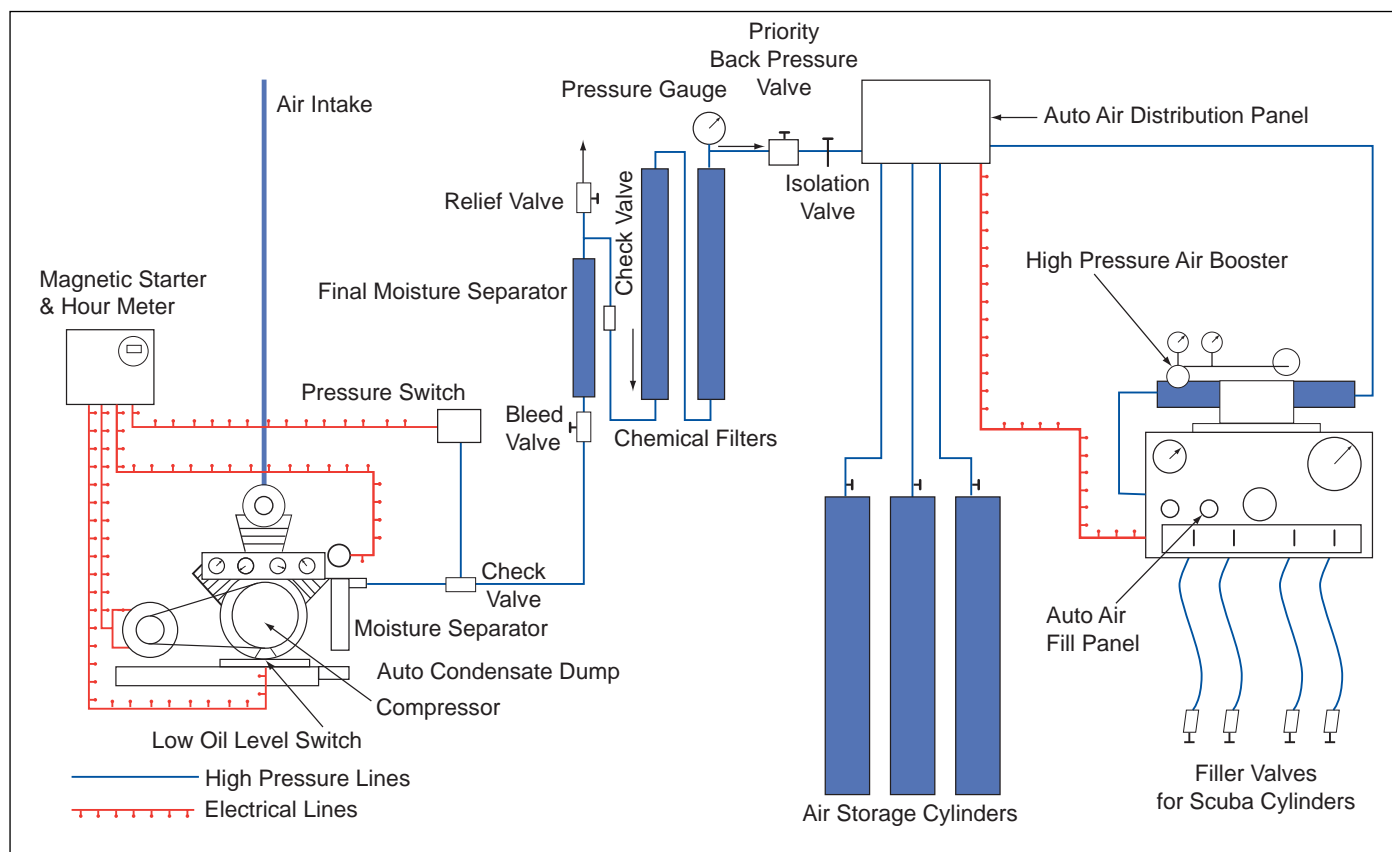 Priority
Back Pressure
Valve
Pressure Gauge
Air Intake
Auto Air Distribution Panel
Isolation
Valve
Relief Valve
Check Valve
High Pressure Air Booster
Magnetic Starter
& Hour Meter
Final Moisture Separator
Pressure Switch
Bleed
Valve
Chemical Filters
Check
Valve
Moisture Separator
Auto Air
Fill Panel
Auto Condensate Dump
Compressor
Low Oil Level Switch
High Pressure Lines
Electrical Lines
Air Storage Cylinders
Filler Valves
for Scuba Cylinders